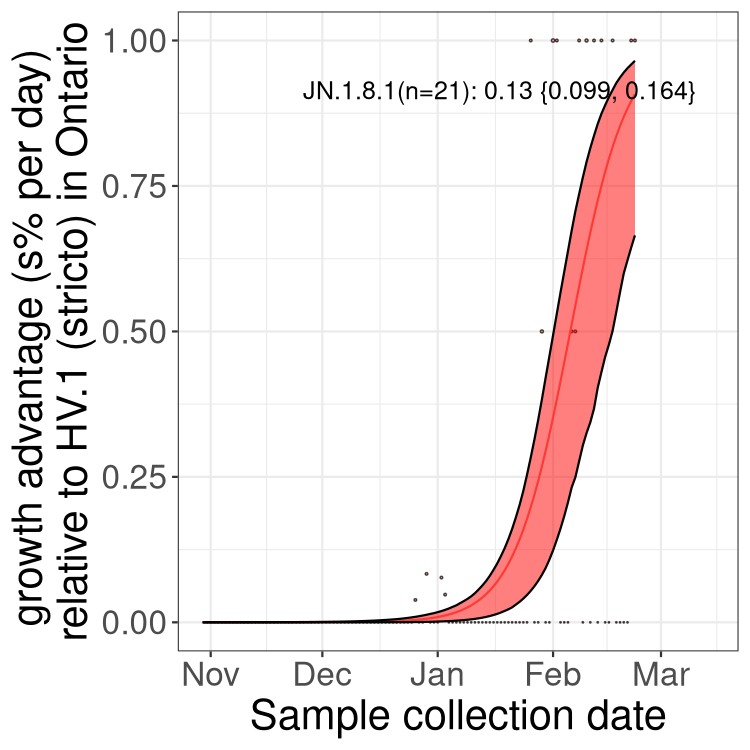 growth advantage (s% per day)
relative to HV.1 (stricto) in Ontario
1.00
0.75
0.50
0.25
0.00
JN.1.8.1(n=21): 0.13 {0.099, 0.164}
Nov Dec Jan Feb Mar
Sample collection date